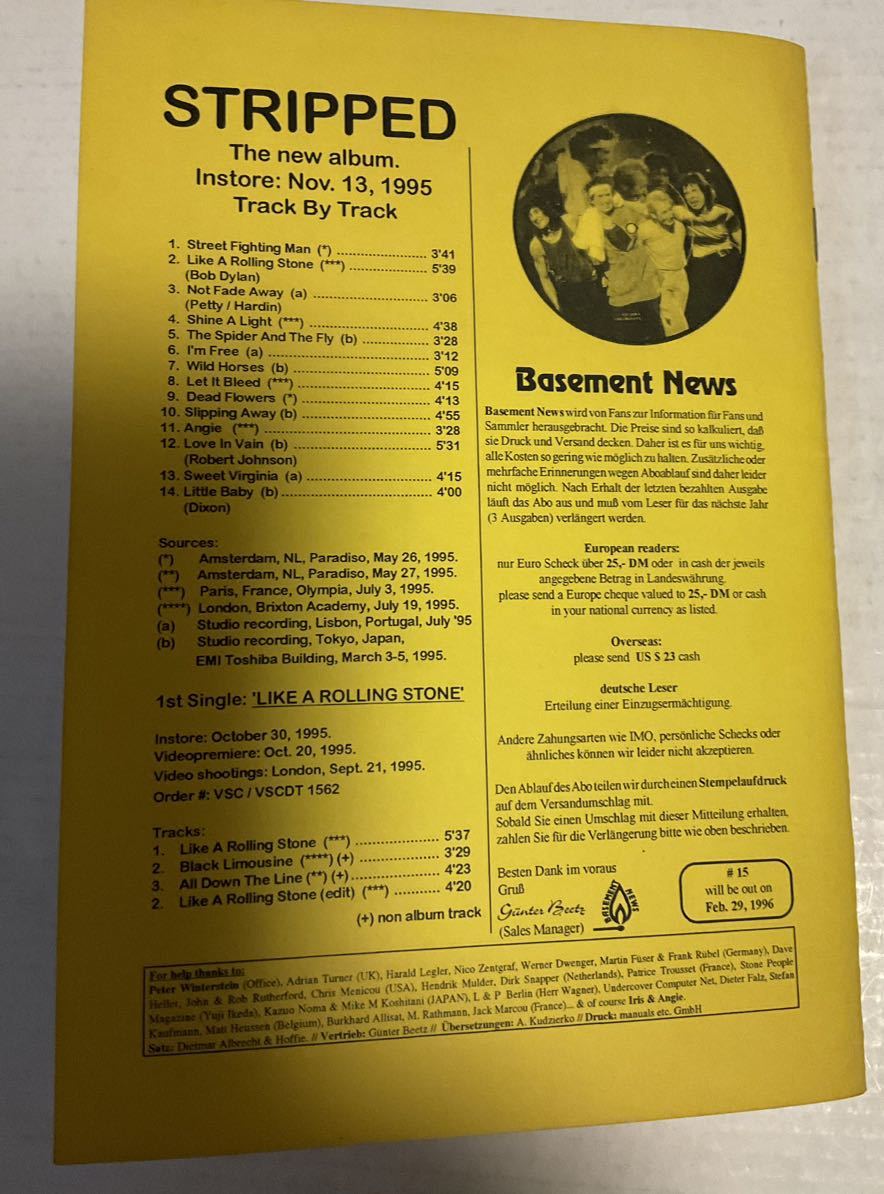 STRIPPED
The new album.
Instore: Nov. 13, 1995
Track By Track
1. Street Fighting Man (*) ........................ 3'41
2. Like A Rolling Stone (***) ..................... 5'39
(Bob Dylan)
3. Not Fade Away (a) ............................... 3'06
(Petty / Hardin)
4. Shine A Light (***) ................................. 4'38
5. The Spider And The Fly (b) .................... 3'28
6. I'm Free (a) ............................................. 3'12
7. Wild Horses (b) ....................................... 5'09
8. Let It Bleed (***) ..................................... 4'15
9. Dead Flowers (*) .................................... 4'13
10. Slipping Away (b) ................................... 4'55
11. Angie (***) ............................................ 3'28
12. Love In Vain (b) ..................................... 5'31
(Robert Johnson)
13. Sweet Virginia (a) ................................... 4'15
14. Little Baby (b) ........................................ 4'00
(Dixon)
Sources:
(*) Amsterdam, NL, Paradiso, May 26, 1995.
(**) Amsterdam, NL, Paradiso, May 27, 1995.
(***) Paris, France, Olympia, July 3, 1995.
(****) London, Brixton Academy, July 19, 1995.
(a) Studio recording, Lisbon, Portugal, July '95
(b) Studio recording, Tokyo, Japan,
EMI Toshiba Building, March 3-5, 1995.
1st Single: 'LIKE A ROLLING STONE'
Instore: October 30, 1995.
Videopremiere: Oct. 20, 1995.
Video shootings: London, Sept. 21, 1995.
Order #: VSC / VSCDT 1562
Tracks:
1. Like A Rolling Stone (***) ..................... 5'37
2. Black Limousine (****) (+) .................... 3'29
3. All Down The Line (**) (+) ..................... 4'23
2. Like A Rolling Stone (edit) (***) ........... 4'20
(+) non album track
Basement News
Basement News wird von Fans zur Information für Fans und
Sammler herausgebracht. Die Preise sind so kalkuliert, daß
sie Druck und Versand decken. Daher ist es für uns wichtig,
alle Kosten so gering wie möglich zu halten. Zusätzliche oder
mehrfache Erinnerungen wegen Aboablauf sind daher leider
nicht möglich. Nach Erhalt der letzten bezahlten Ausgabe
läuft das Abo aus und muß vom Leser für das nächste Jahr
(3 Ausgaben) verlängert werden.
European readers:
nur Euro Scheck über 25,- DM oder in cash der jeweils
angegebene Betrag in Landeswährung.
please send a Europe cheque valued to 25,- DM or cash
in your national currency as listed.
Overseas:
please send US $ 23 cash
deutsche Leser
Erteilung einer Einzugsermächtigung.
Andere Zahungsarten wie IMO, persönliche Schecks oder
ähnliches können wir leider nicht akzeptieren.
Den Ablauf des Abo teilen wir durch einen Stempelaufdruck
auf dem Versandumschlag mit.
Sobald Sie einen Umschlag mit dieser Mitteilung erhalten,
zahlen Sie für die Verlängerung bitte wie oben beschrieben.
Besten Dank im voraus
Gruß
Günter Beetz
(Sales Manager)
BASEMENT NEWS
# 15
will be out on
Feb. 29, 1996
For help thanks to:
Peter Winterstein (Office), Adrian Turner (UK), Harald Legler, Nico Zentgraf, Werner Dwenger, Martin Füser & Frank Rübel (Germany), Dave
Heller, John & Rob Rutherford, Chris Menicou (USA), Hendrik Mulder, Dirk Snapper (Netherlands), Patrice Trousset (France), Stone People
Magazine (Yuji Ikeda), Kazuo Noma & Mike M Koshitani (JAPAN), L & P Berlin (Herr Wagner), Undercover Computer Net, Dieter Falz, Stefan
Kaufmann, Matt Heussen (Belgium), Burkhard Allisat, M. Rathmann, Jack Marcou (France)... & of course Iris & Angie.
Satz: Dietmar Albrecht & Hoffie. // Vertrieb: Günter Beetz // Übersetzungen: A. Kudzierko // Druck: manuals etc. GmbH